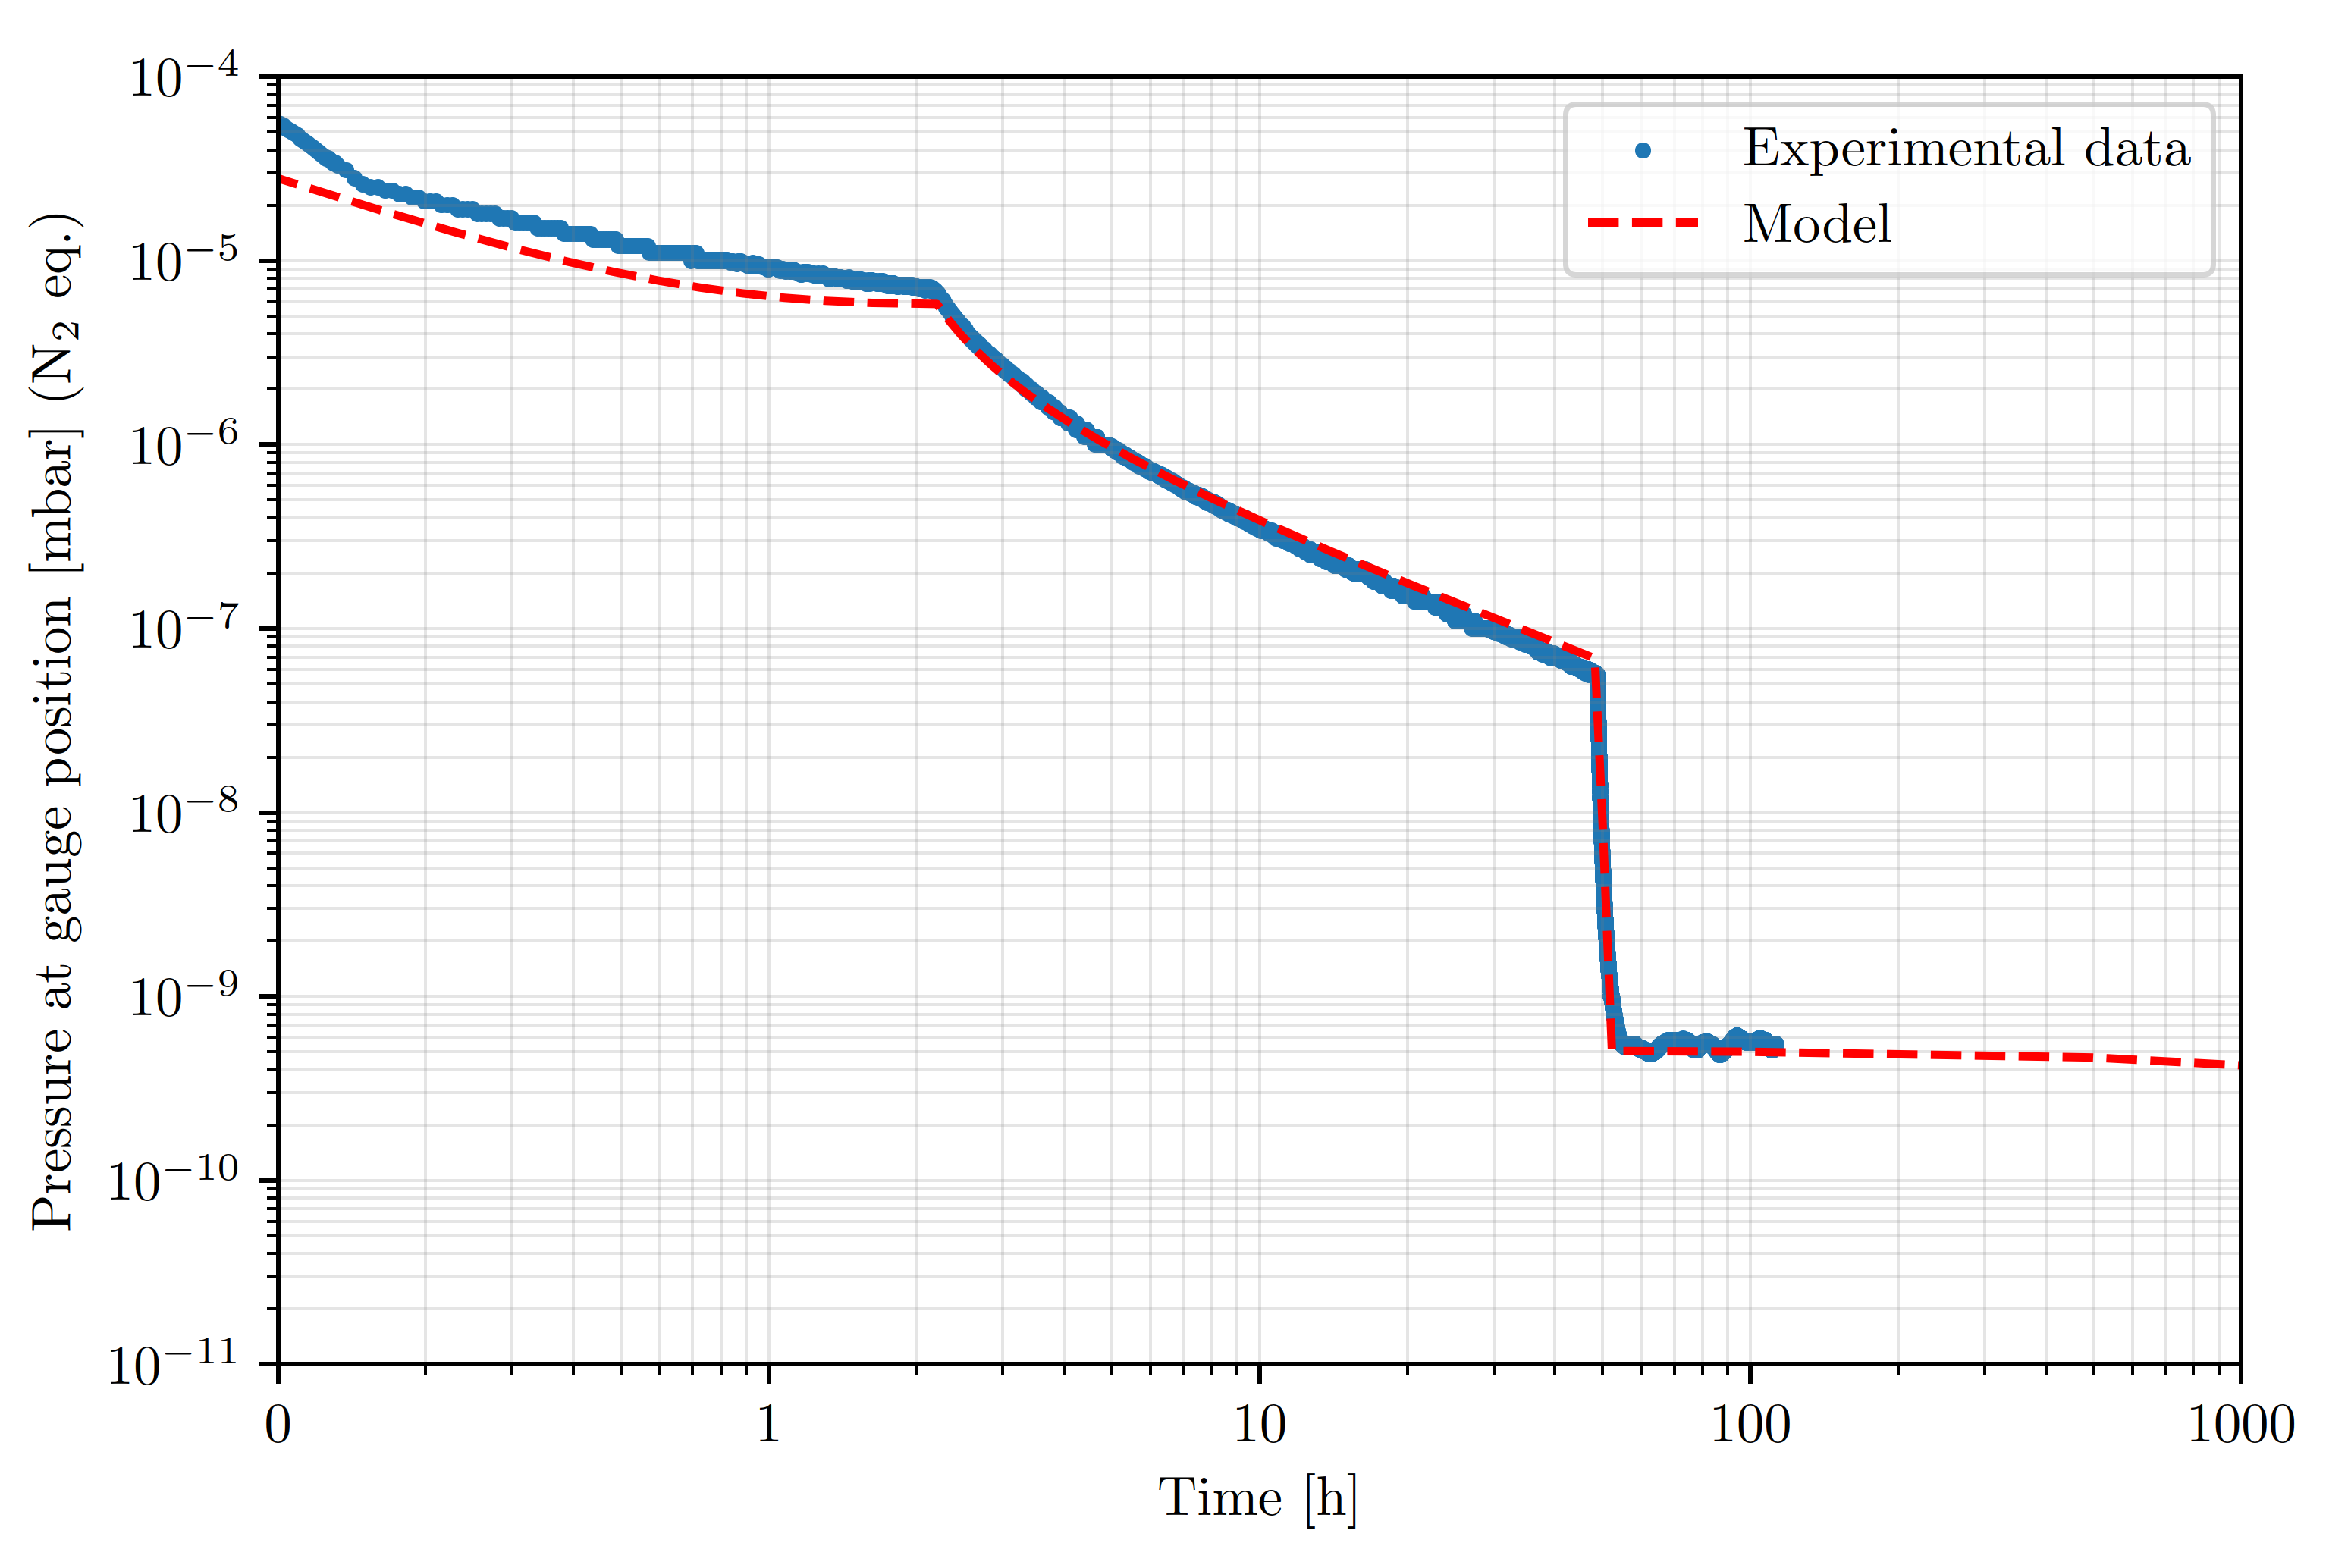 Pressure at gauge position [mbar] (N₂ eq.)
10⁻⁴
10⁻⁵
10⁻⁶
10⁻⁷
10⁻⁸
10⁻⁹
10⁻¹⁰
10⁻¹¹
Experimental data
Model
0 1 10 100 1000
Time [h]